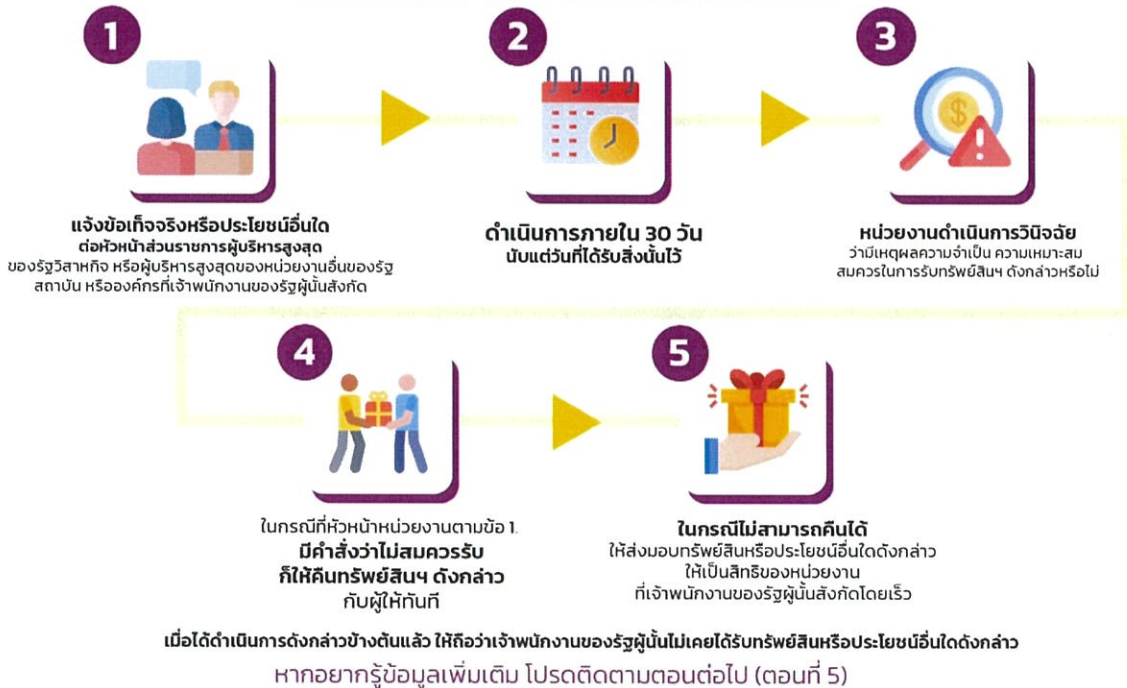 1
2
3
แจ้งข้อเท็จจริงหรือประโยชน์อื่นใด
ต่อหัวหน้าส่วนราชการผู้บริหารสูงสุด
ของรัฐวิสาหกิจ หรือผู้บริหารสูงสุดของหน่วยงานอื่นของรัฐ
สถาบัน หรือองค์กรที่เจ้าพนักงานของรัฐผู้นั้นสังกัด
ดำเนินการภายใน 30 วัน
นับแต่วันที่ได้รับสิ่งนั้นไว้
หน่วยงานดำเนินการวินิจฉัย
ว่ามีเหตุผลความจำเป็น ความเหมาะสม
สมควรในการรับทรัพย์สินฯ ดังกล่าวหรือไม่
4
5
ในกรณีที่หัวหน้าหน่วยงานตามข้อ 1.
มีคำสั่งว่าไม่สมควรรับ
ก็ให้คืนทรัพย์สินฯ ดังกล่าว
กับผู้ให้ทันที
ในกรณีไม่สามารถคืนได้
ให้ส่งมอบทรัพย์สินหรือประโยชน์อื่นใดดังกล่าว
ให้เป็นสิทธิของหน่วยงาน
ที่เจ้าพนักงานของรัฐผู้นั้นสังกัดโดยเร็ว
เมื่อได้ดำเนินการดังกล่าวข้างต้นแล้ว ให้ถือว่าเจ้าพนักงานของรัฐผู้นั้นไม่เคยได้รับทรัพย์สินหรือประโยชน์อื่นใดดังกล่าว
หากอยากรู้ข้อมูลเพิ่มเติม โปรดติดตามตอนต่อไป (ตอนที่ 5)